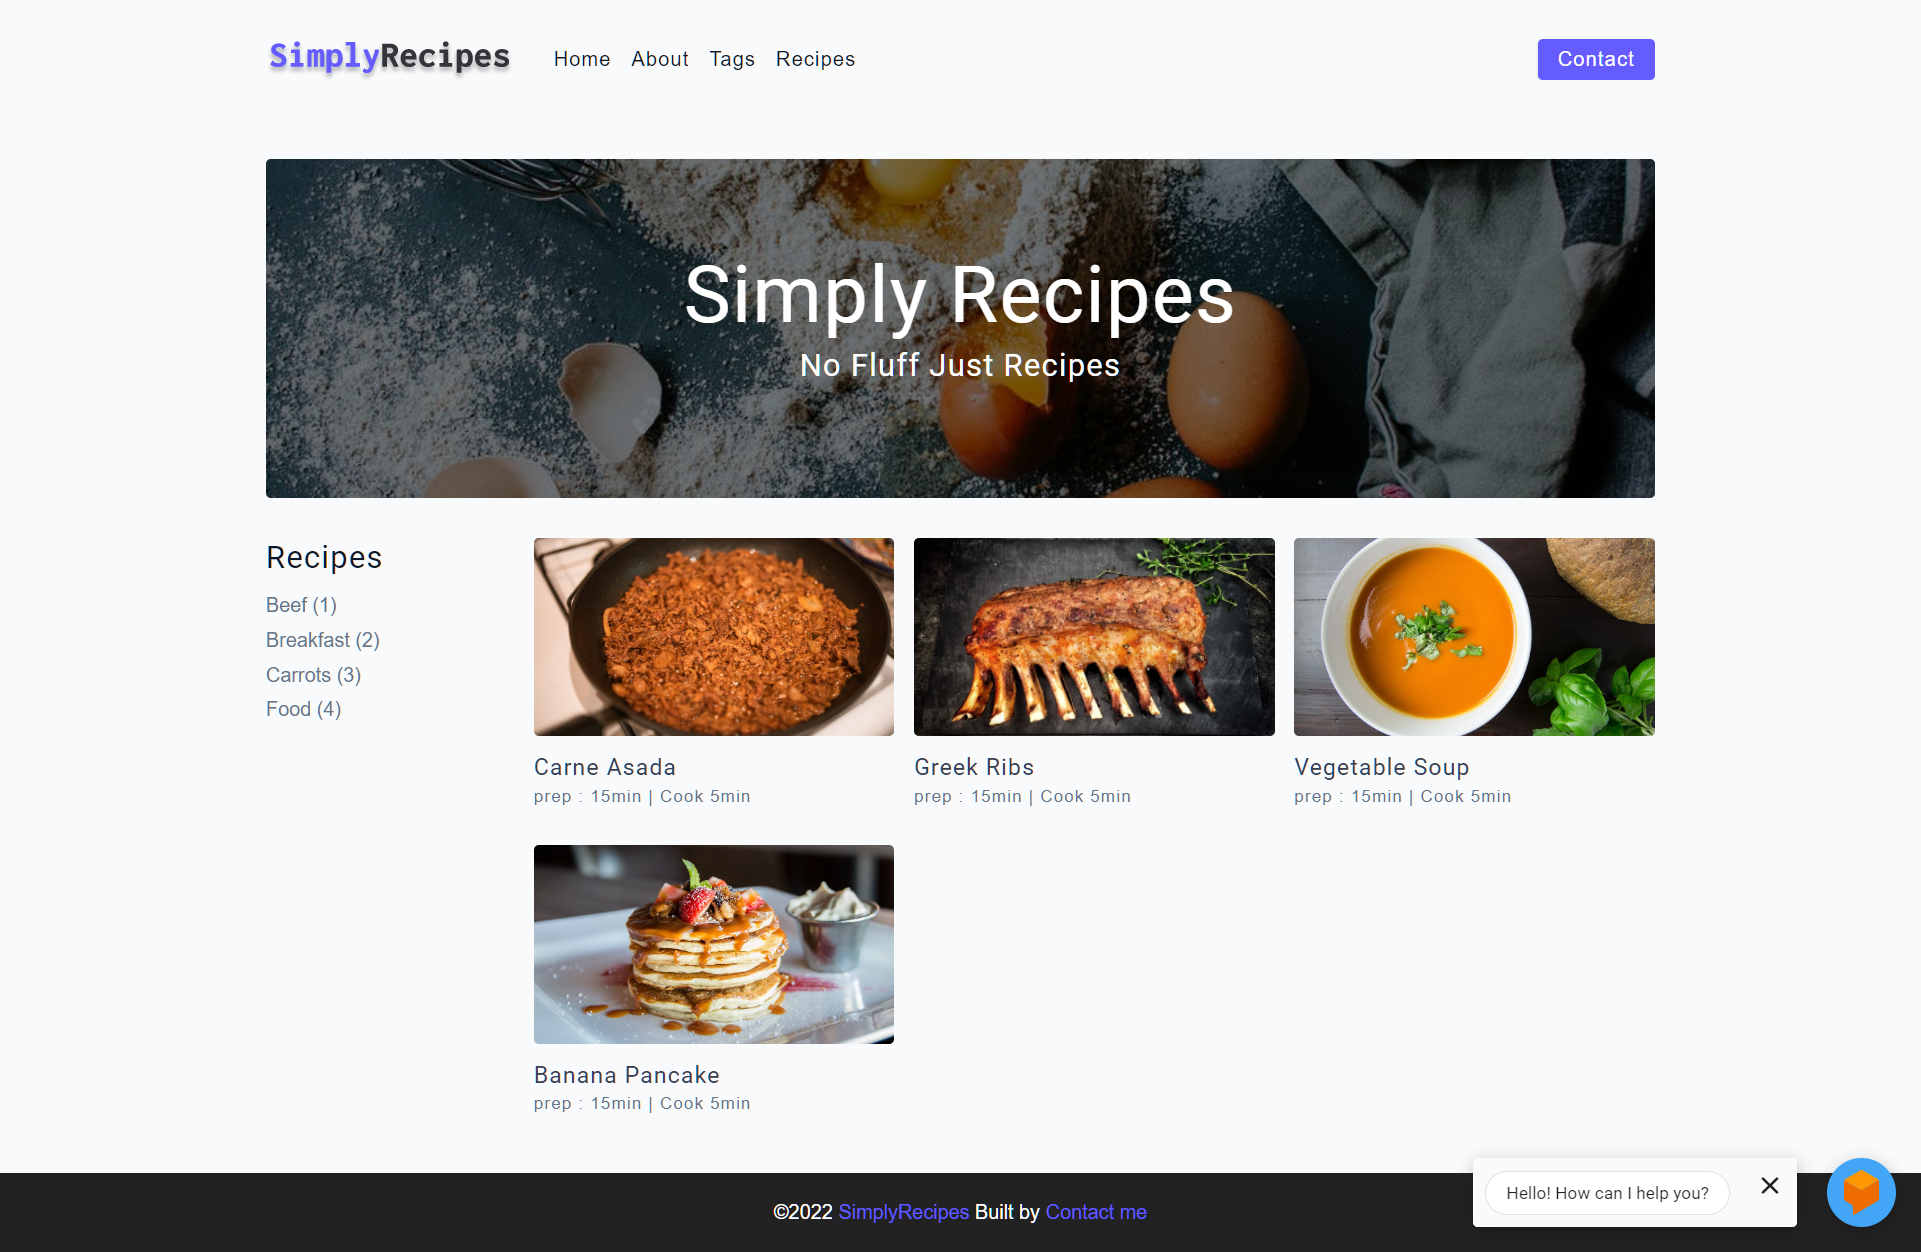 SimplyRecipes
Home About Tags Recipes
Contact
Simply Recipes
No Fluff Just Recipes
Recipes
Beef (1)
Breakfast (2)
Carrots (3)
Food (4)
Carne Asada
prep : 15min | Cook 5min
Greek Ribs
prep : 15min | Cook 5min
Vegetable Soup
prep : 15min | Cook 5min
Banana Pancake
prep : 15min | Cook 5min
©2022 SimplyRecipes Built by Contact me
Hello! How can I help you?